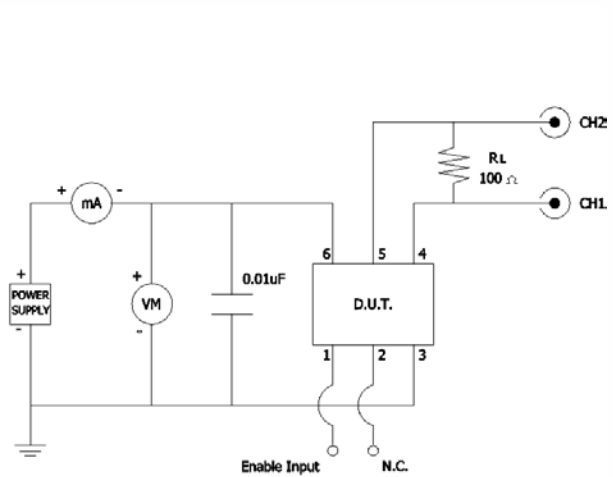 CH2
RL
100 Ω
CH1
+ mA -
6 5 4
+
POWER
SUPPLY
-
+
VM
-
0.01uF
D.U.T.
1 2 3
Enable Input
N.C.